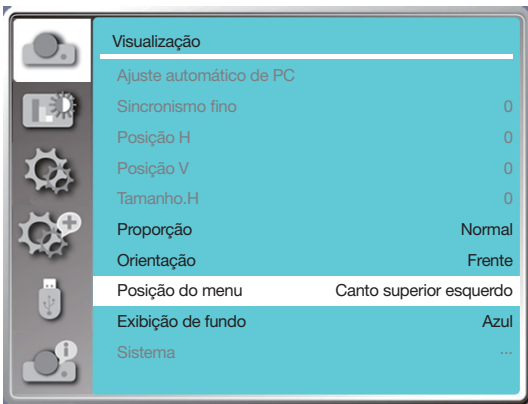 Visualização
Ajuste automático de PC
Sincronismo fino 0
Posição H 0
Posição V 0
Tamanho.H 0
Proporção Normal
Orientação Frente
Posição do menu Canto superior esquerdo
Exibição de fundo Azul
Sistema ...